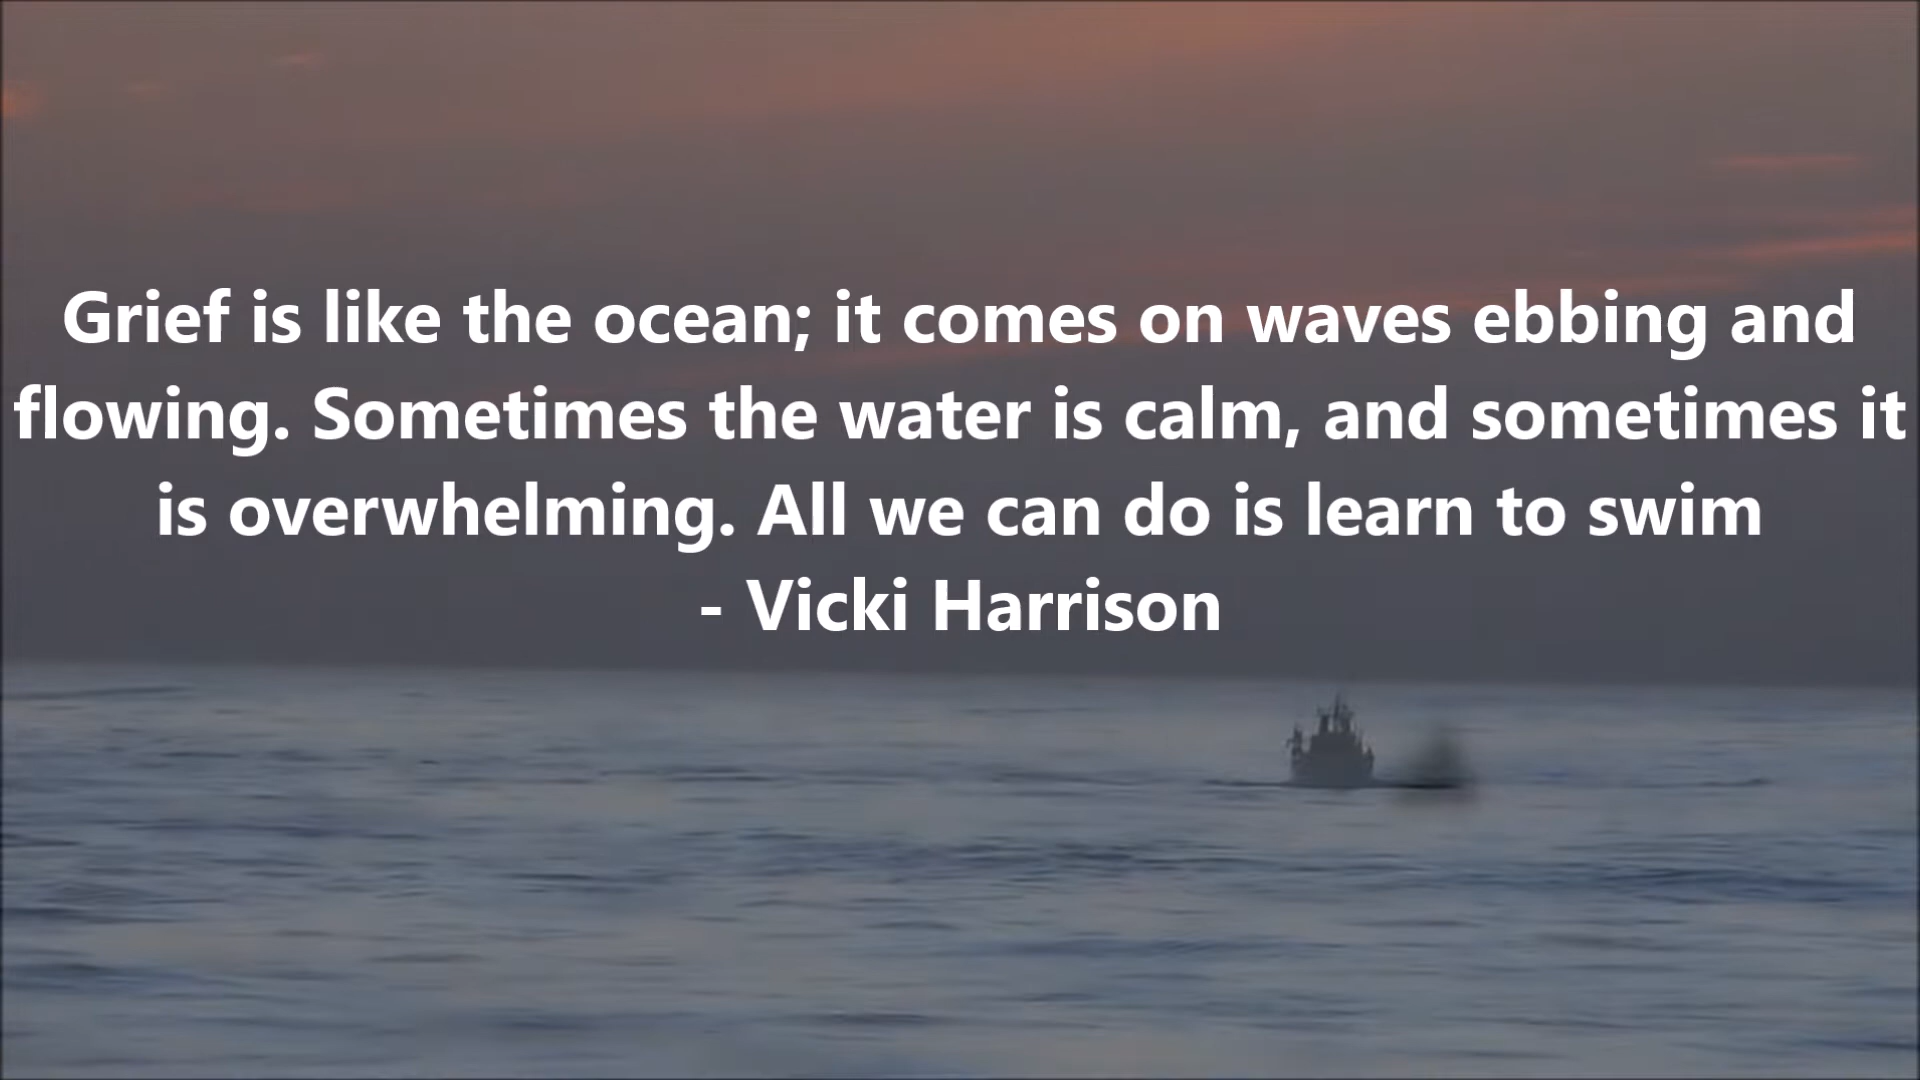 Grief is like the ocean; it comes on waves ebbing and
flowing. Sometimes the water is calm, and sometimes it
is overwhelming. All we can do is learn to swim
- Vicki Harrison